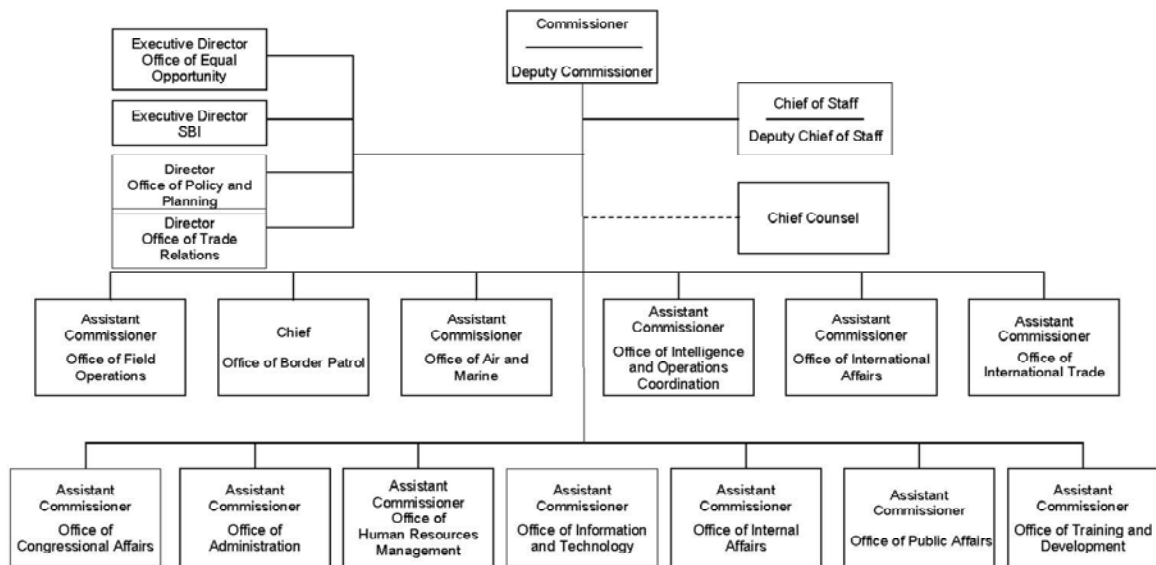 Commissioner
Deputy Commissioner
Executive Director
Office of Equal
Opportunity
Executive Director
SBI
Director
Office of Policy and
Planning
Director
Office of Trade
Relations
Chief of Staff
Deputy Chief of Staff
Chief Counsel
Assistant
Commissioner
Office of Field
Operations
Chief
Office of Border Patrol
Assistant
Commissioner
Office of Air and
Marine
Assistant
Commissioner
Office of Intelligence
and Operations
Coordination
Assistant
Commissioner
Office of International
Affairs
Assistant
Commissioner
Office of
International Trade
Assistant
Commissioner
Office of
Congressional Affairs
Assistant
Commissioner
Office of
Administration
Assistant
Commissioner
Office of
Human Resources
Management
Assistant
Commissioner
Office of Information
and Technology
Assistant
Commissioner
Office of Internal
Affairs
Assistant
Commissioner
Office of Public Affairs
Assistant
Commissioner
Office of Training and
Development